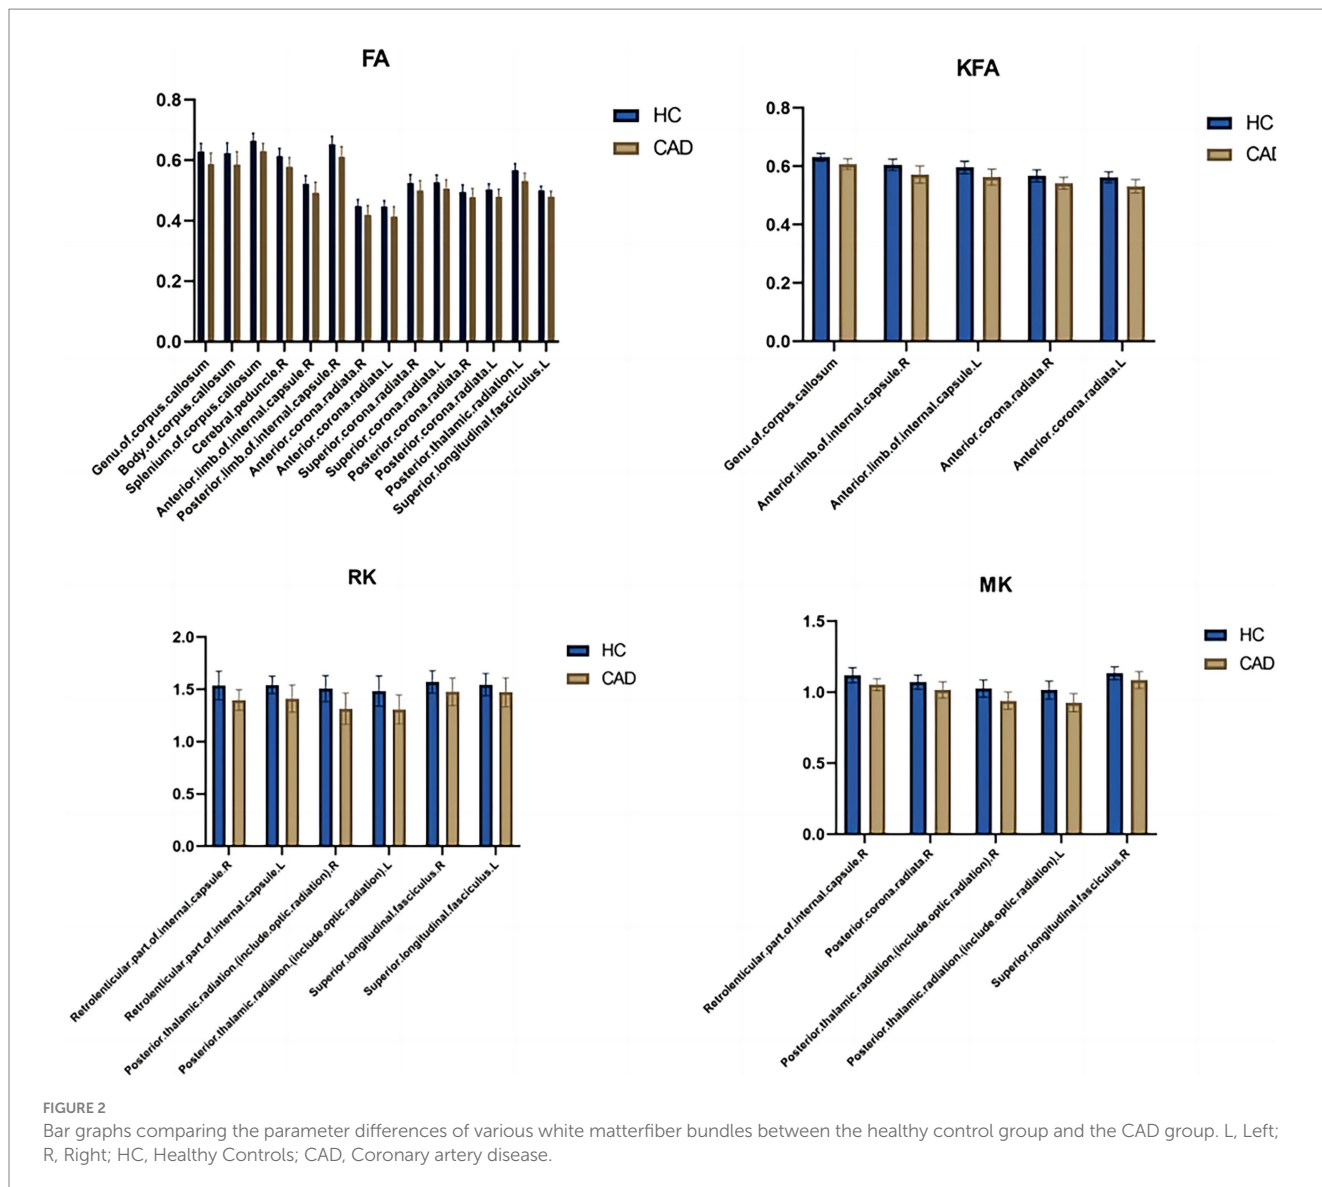 FA
0.8
0.6
0.4
0.2
0.0
HC
CAD
Genu.of.corpus.callosum
Body.of.corpus.callosum
Splenium.of.corpus.callosum
Cerebral.peduncle.R
Anterior.limb.of.internal.capsule.R
Posterior.limb.of.internal.capsule.R
Anterior.corona.radiata.R
Anterior.corona.radiata.L
Superior.corona.radiata.R
Superior.corona.radiata.L
Posterior.corona.radiata.R
Posterior.corona.radiata.L
Posterior.thalamic.radiation.L
Superior.longitudinal.fasciculus.L
KFA
0.8
0.6
0.4
0.2
0.0
HC
CAD
Genu.of.corpus.callosum
Anterior.limb.of.internal.capsule.R
Anterior.limb.of.internal.capsule.L
Anterior.corona.radiata.R
Anterior.corona.radiata.L
RK
2.0
1.5
1.0
0.5
0.0
HC
CAD
Retrolenticular.part.of.internal.capsule.R
Retrolenticular.part.of.internal.capsule.L
Posterior.thalamic.radiation.(include.optic.radiation).R
Posterior.thalamic.radiation.(include.optic.radiation).L
Superior.longitudinal.fasciculus.R
Superior.longitudinal.fasciculus.L
MK
1.5
1.0
0.5
0.0
HC
CAD
Retrolenticular.part.of.internal.capsule.R
Posterior.corona.radiata.R
Posterior.thalamic.radiation.(include.optic.radiation).R
Posterior.thalamic.radiation.(include.optic.radiation).L
Superior.longitudinal.fasciculus.R
FIGURE 2
Bar graphs comparing the parameter differences of various white matterfiber bundles between the healthy control group and the CAD group. L, Left;
R, Right; HC, Healthy Controls; CAD, Coronary artery disease.